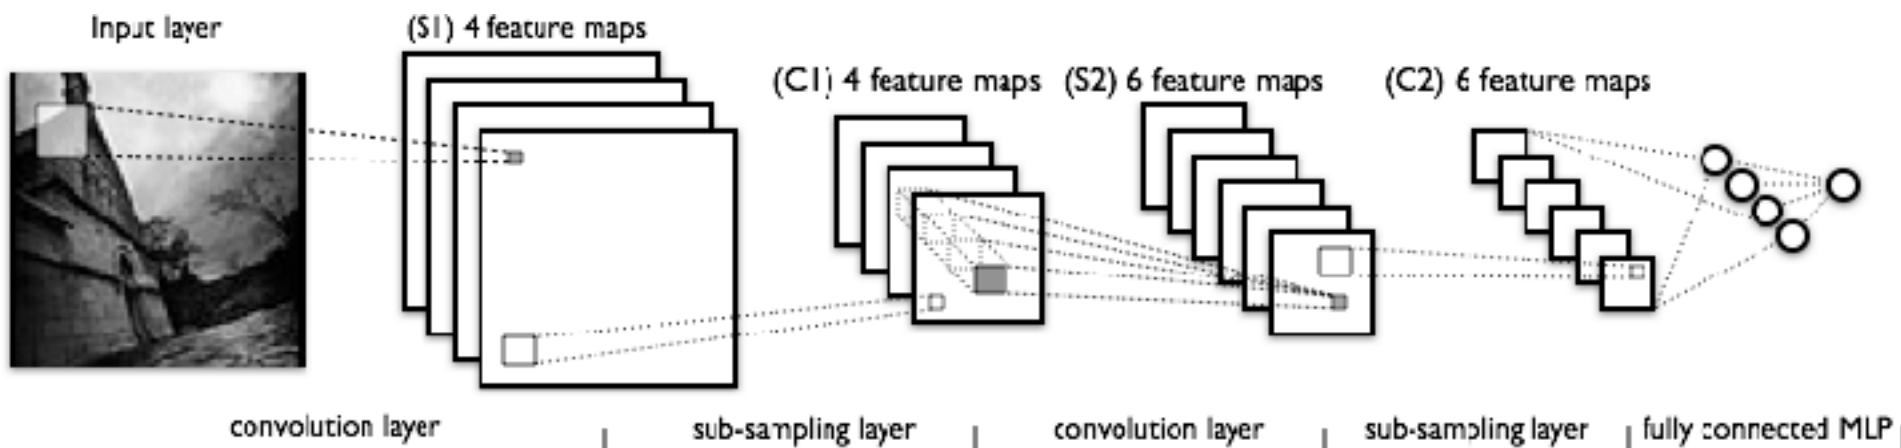 Input layer
(S1) 4 feature maps
(C1) 4 feature maps
(S2) 6 feature maps
(C2) 6 feature maps
convolution layer
sub-sampling layer
convolution layer
sub-sampling layer
fully connected MLP